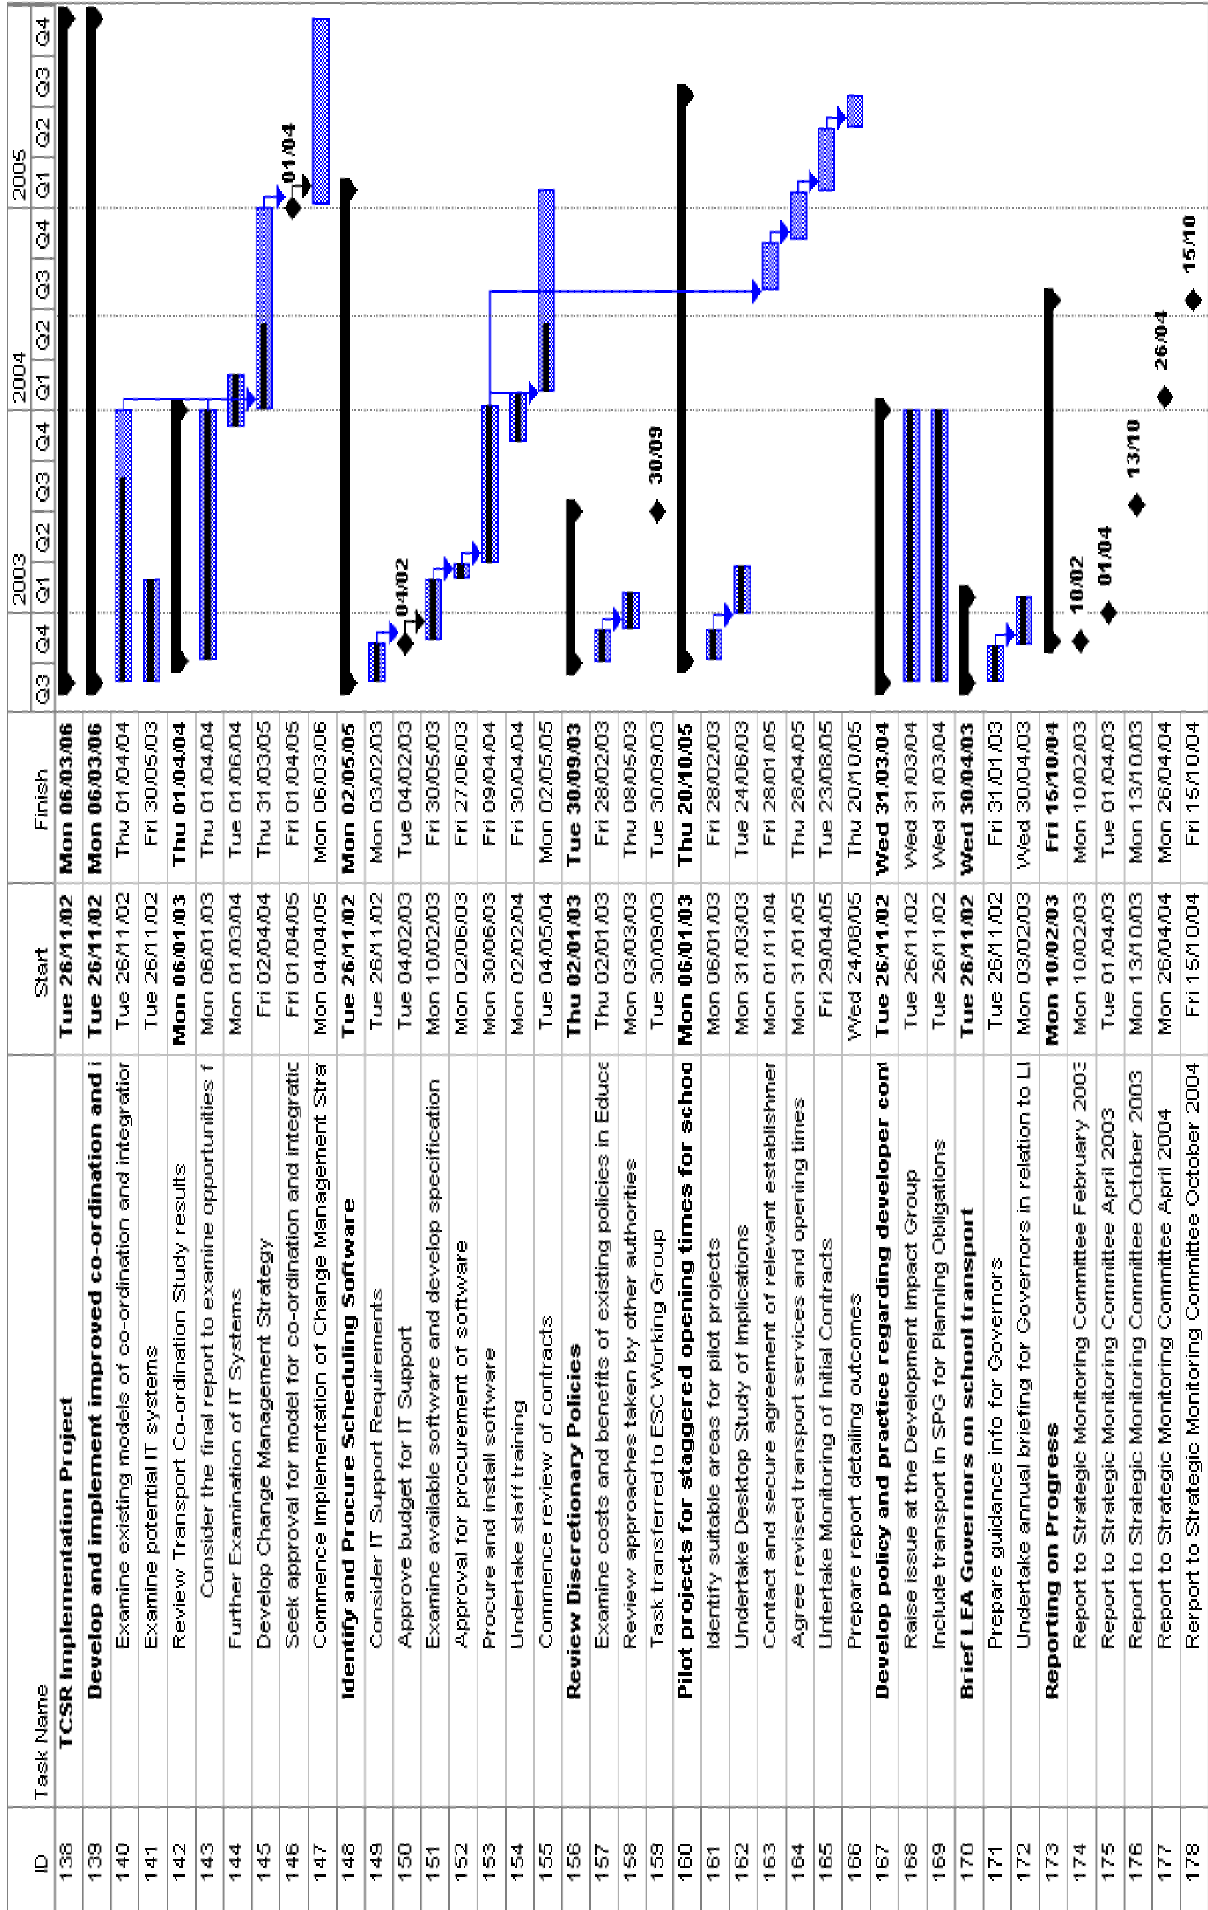 ID Task Name Start Finish 2003 2004 2005
Q3 Q4 Q1 Q2 Q3 Q4 Q1 Q2 Q3 Q4 Q1 Q2 Q3 Q4
138 TCSR Implementation Project Tue 26/11/02 Mon 06/03/06
139 Develop and implement improved co-ordination and i Tue 26/11/02 Mon 06/03/06
140 Examine existing models of co-ordination and integration Tue 26/11/02 Thu 01/04/04
141 Examine potential IT systems Tue 26/11/02 Fri 30/05/03
142 Review Transport Co-ordination Study results Mon 06/01/03 Thu 01/04/04
143 Consider the final report to examine opportunities f Mon 06/01/03 Thu 01/04/04
144 Further Examination of IT Systems Mon 01/03/04 Tue 01/06/04
145 Develop Change Management Strategy Fri 02/04/04 Thu 31/03/05
146 Seek approval for model for co-ordination and integratic Fri 01/04/05 Fri 01/04/05 01/04
147 Commence Implementation of Change Management Stra Mon 04/04/05 Mon 06/03/06
148 Identify and Procure Scheduling Software Tue 26/11/02 Mon 02/05/05
149 Consider IT Support Requirements Tue 26/11/02 Mon 03/02/03
150 Approve budget for IT Support Tue 04/02/03 Tue 04/02/03 04/02
151 Examine available software and develop specification Mon 10/02/03 Fri 30/05/03
152 Approval for procurement of software Mon 02/06/03 Fri 27/06/03
153 Procure and install software Mon 30/06/03 Fri 09/04/04
154 Undertake staff training Mon 02/02/04 Fri 30/04/04
155 Commence review of contracts Tue 04/05/04 Mon 02/05/05
156 Review Discretionary Policies Thu 02/01/03 Tue 30/09/03
157 Examine costs and benefits of existing policies in Educa Thu 02/01/03 Fri 28/02/03
158 Review approaches taken by other authorities Mon 03/03/03 Thu 08/05/03
159 Task transferred to ESC Working Group Tue 30/09/03 Tue 30/09/03 30/09
160 Pilot projects for staggered opening times for schoo Mon 06/01/03 Thu 20/10/05
161 Identify suitable areas for pilot projects Mon 06/01/03 Fri 28/02/03
162 Undertake Desktop Study of Implications Mon 31/03/03 Tue 24/06/03
163 Contact and secure agreement of relevant establishmer Mon 01/11/04 Fri 28/01/05
164 Agree revised transport services and opening times Mon 31/01/05 Thu 28/04/05
165 Untertake Monitoring of Initial Contracts Fri 29/04/05 Tue 23/08/05
166 Prepare report detailing outcomes Wed 24/08/05 Thu 20/10/05
167 Develop policy and practice regarding developer cont Tue 26/11/02 Wed 31/03/04
168 Raise issue at the Development Impact Group Tue 26/11/02 Wed 31/03/04
169 Include transport in SPG for Planning Obligations Tue 26/11/02 Wed 31/03/04
170 Brief LEA Governors on school transport Tue 26/11/02 Wed 30/04/03
171 Prepare guidance info for Governors Tue 26/11/02 Fri 31/01/03
172 Undertake annual briefing for Governors in relation to LI Mon 03/02/03 Wed 30/04/03
173 Reporting on Progress Mon 10/02/03 Fri 15/10/04
174 Report to Strategic Monitoring Committee February 2003 Mon 10/02/03 Mon 10/02/03 10/02
175 Report to Strategic Monitoring Committee April 2003 Tue 01/04/03 Tue 01/04/03 01/04
176 Report to Strategic Monitoring Committee October 2003 Mon 13/10/03 Mon 13/10/03 13/10
177 Report to Strategic Monitoring Committee April 2004 Mon 26/04/04 Mon 26/04/04 26/04
178 Rerport to Strategic Monitoring Committee October 2004 Fri 15/10/04 Fri 15/10/04 15/10